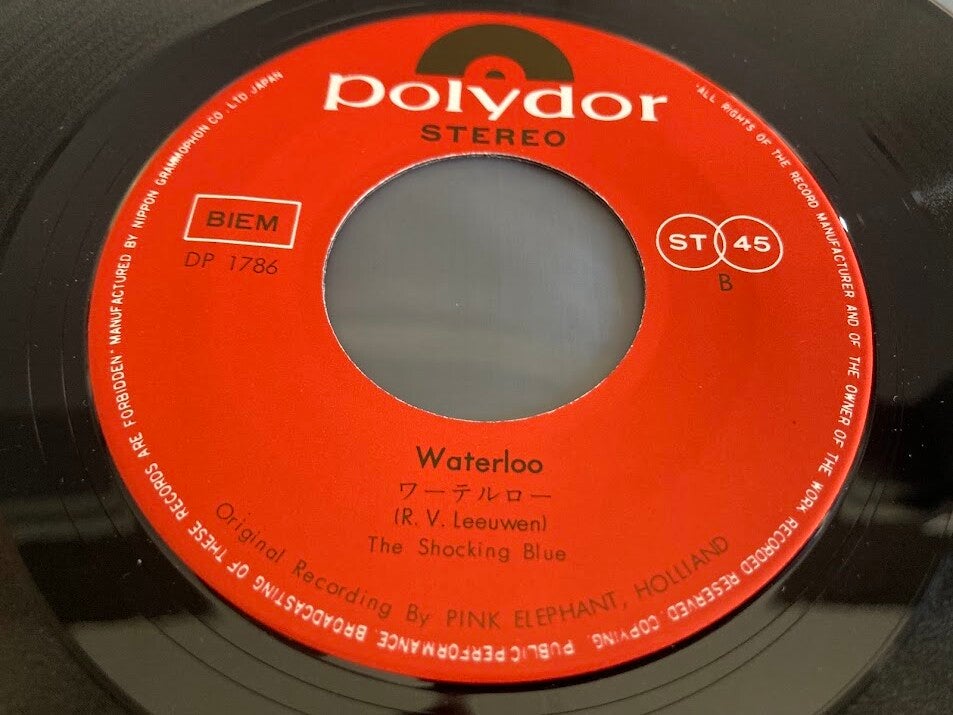 polydor
STEREO
BIEM
DP 1786
ST 45
B
Waterloo
ワーテルロー
(R. V. Leeuwen)
The Shocking Blue
Original Recording By PINK ELEPHANT, HOLLIAND
"ALL RIGHTS OF THE RECORD MANUFACTURER AND OF THE OWNER OF THE WORK RECORDED RESERVED. COPYING, PUBLIC PERFORMANCE, BROADCASTING OF THESE RECORDS ARE FORBIDDEN" MANUFACTURED BY NIPPON GRAMMOPHON CO., LTD. JAPAN